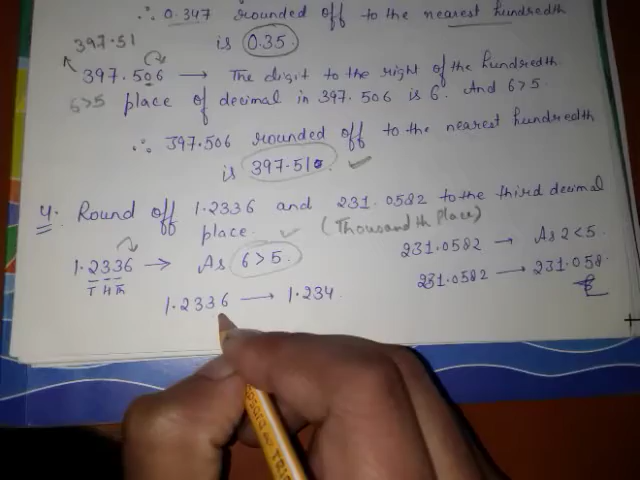 ∴ 0.347 rounded off to the nearest hundredth
is 0.35
397.51
397.506 → The digit to the right of the hundredth
6>5 place of decimal in 397.506 is 6. And 6>5.
∴ 397.506 rounded off to the nearest hundredth
is 397.51
4. Round off 1.2336 and 231.0582 to the third decimal
place. (Thousandth Place)
1.2336 → As 6>5.
T H Th
1.2336 → 1.234.
231.0582 → As 2<5.
231.0582 → 231.058.